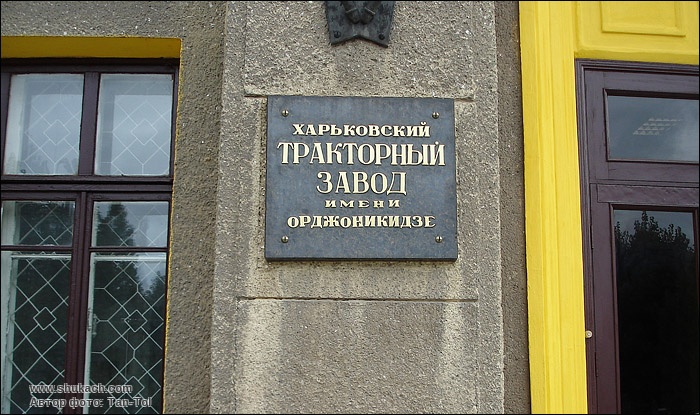 ХАРЬКОВСКИЙ
ТРАКТОРНЫЙ
ЗАВОД
ИМЕНИ
ОРДЖОНИКИДЗЕ
www.shukach.com
Автор фото: Tan-Tol